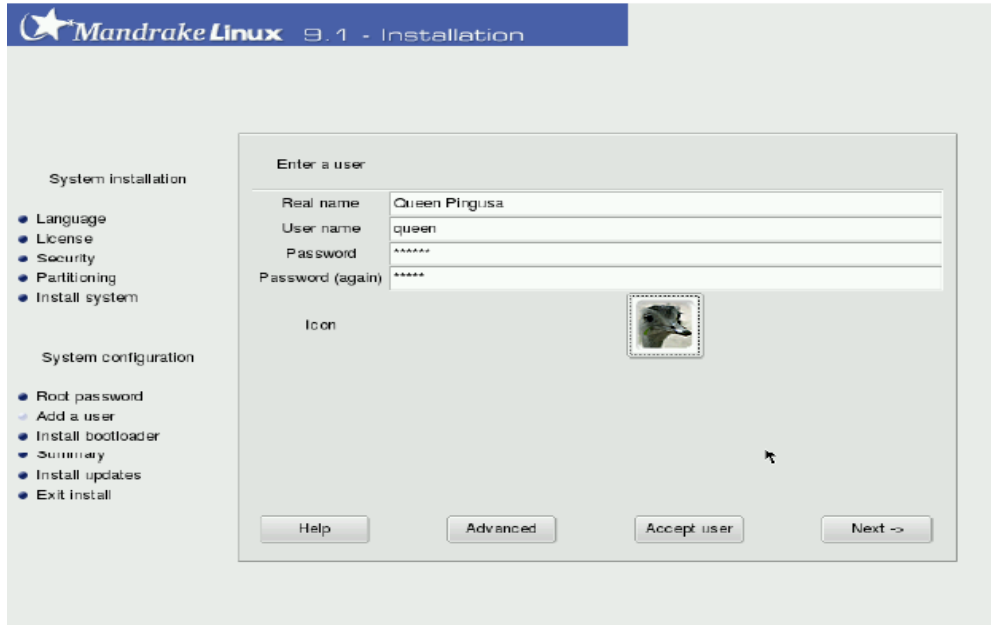 Mandrake Linux 9.1 - Installation
System installation
Language
License
Security
Partitioning
Install system
System configuration
Root password
Add a user
Install bootloader
Summary
Install updates
Exit install
Enter a user
Real name Queen Pingusa
User name queen
Password ******
Password (again) *****
Icon
Help Advanced Accept user Next ->